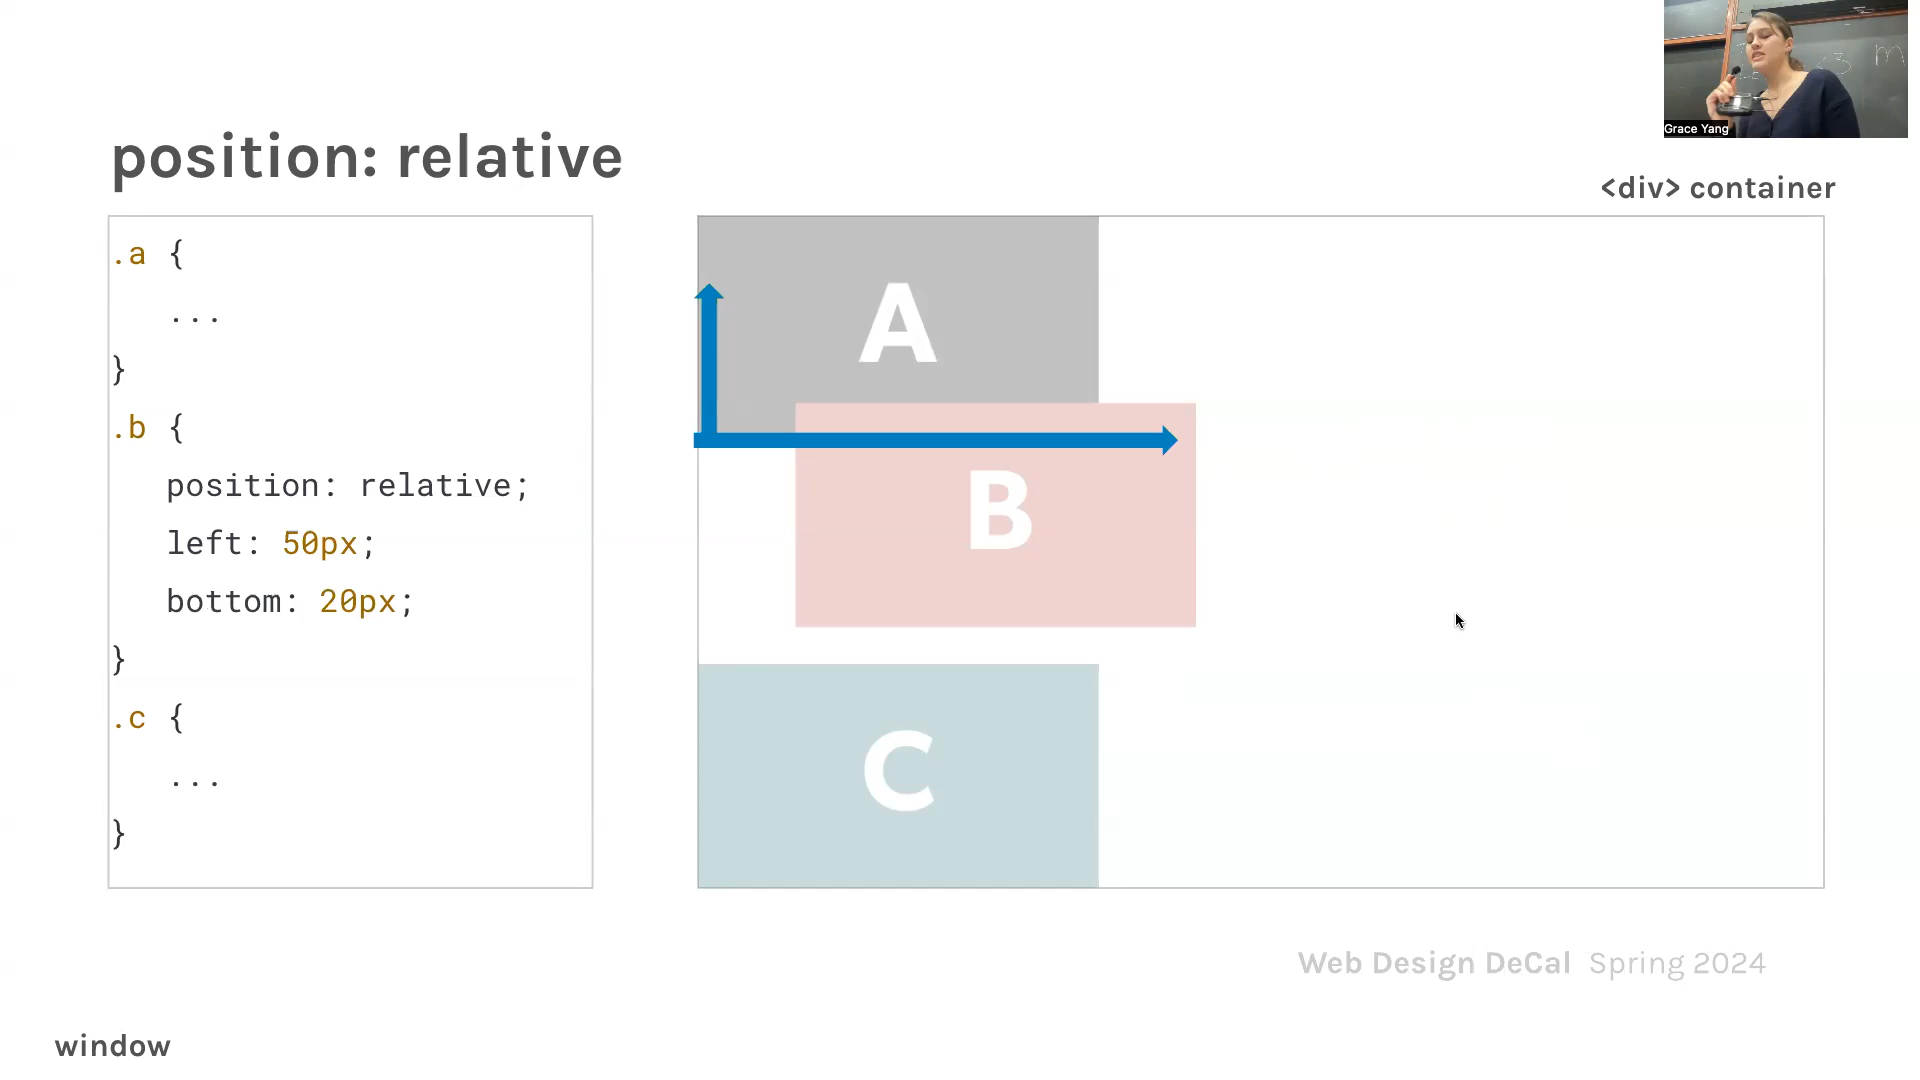 Grace Yang
position: relative
<div> container
.a {
...
}
.b {
position: relative;
left: 50px;
bottom: 20px;
}
.c {
...
}
A
B
C
Web Design DeCal Spring 2024
window